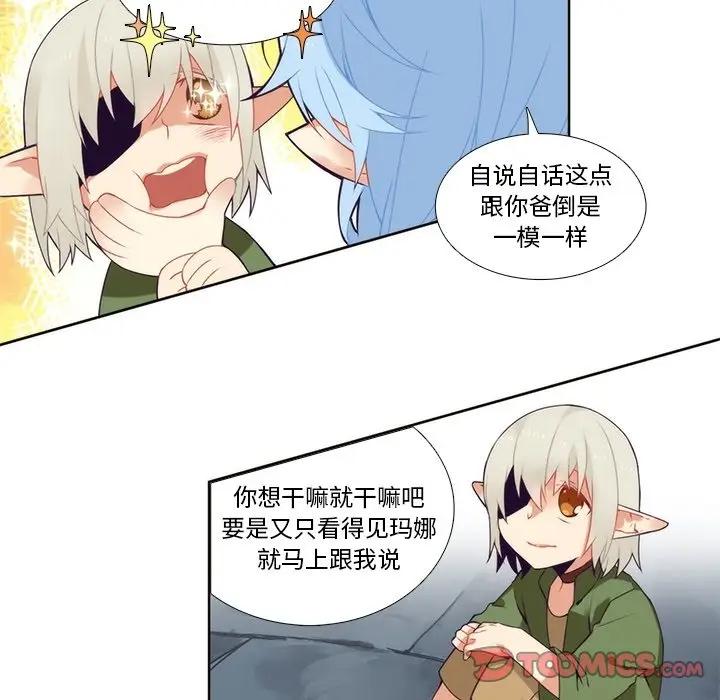 自说自话这点
跟你爸倒是
一模一样
你想干嘛就干嘛吧
要是又只看得见玛娜
就马上跟我说
TOOMICS.COM